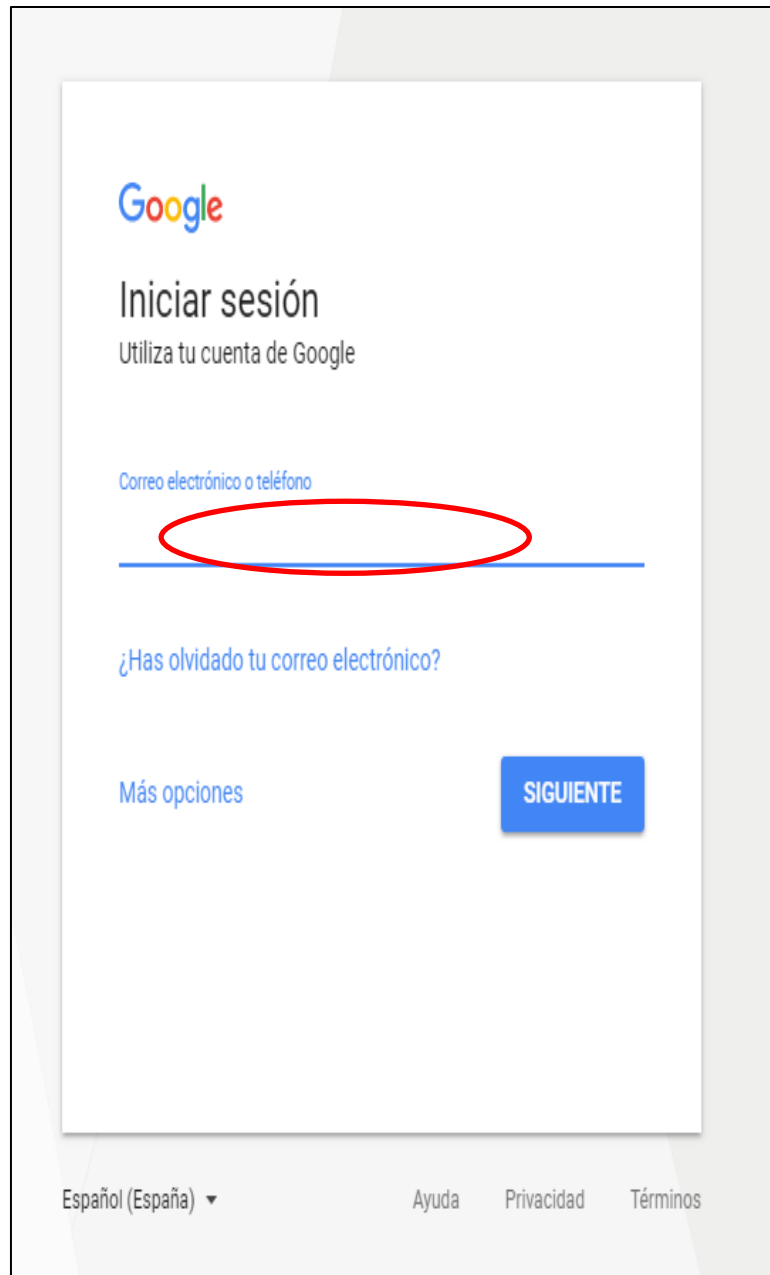 Google
Iniciar sesión
Utiliza tu cuenta de Google
Correo electrónico o teléfono
¿Has olvidado tu correo electrónico?
Más opciones
SIGUIENTE
Español (España)
Ayuda
Privacidad
Términos